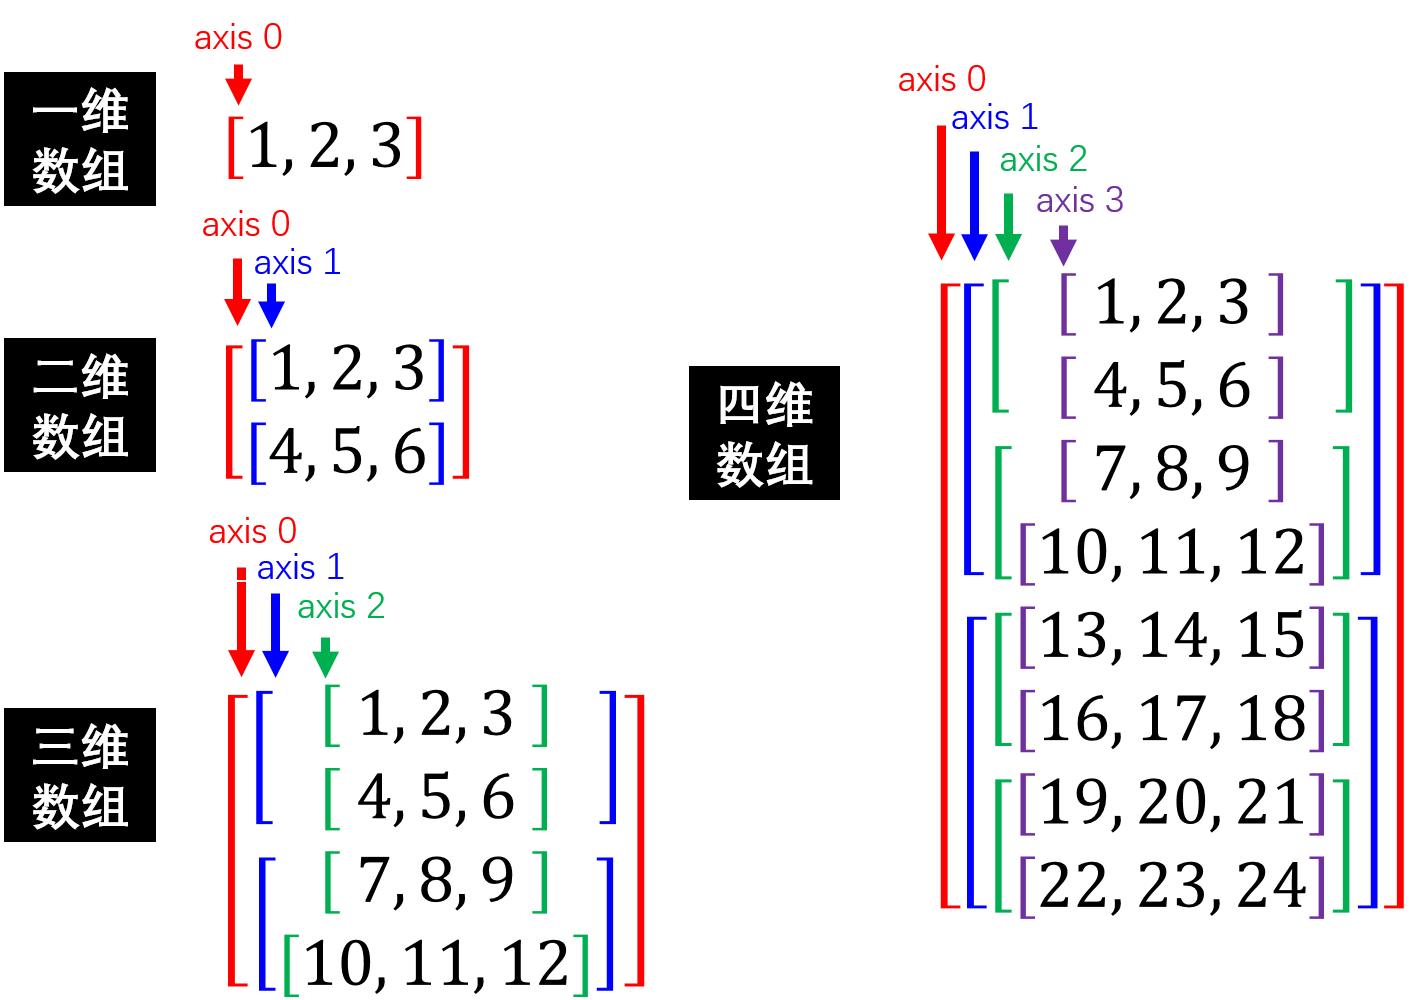 axis 0
一维
数组
[1, 2, 3]
axis 0
axis 1
二维
数组
[[1, 2, 3]
[4, 5, 6]]
axis 0
axis 1
axis 2
三维
数组
[[[ 1, 2, 3 ]
[ 4, 5, 6 ]]
[[ 7, 8, 9 ]
[10, 11, 12]]]
axis 0
axis 1
axis 2
axis 3
四维
数组
[[[[ 1, 2, 3 ]
[ 4, 5, 6 ]]
[[ 7, 8, 9 ]
[10, 11, 12]]]
[[[13, 14, 15]
[16, 17, 18]]
[[19, 20, 21]
[22, 23, 24]]]]